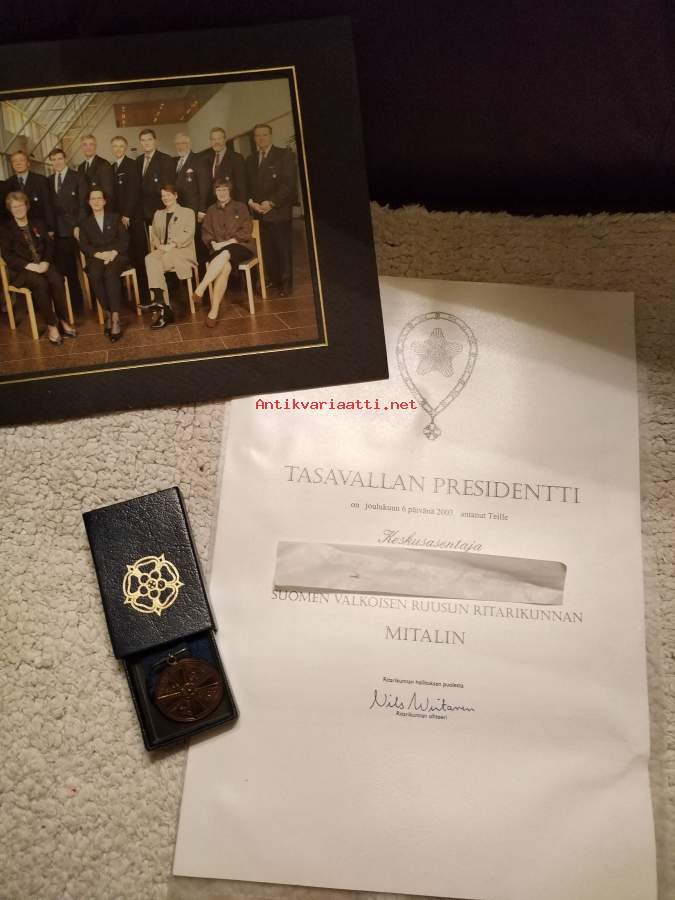 Antikvariaatti.net
TASAVALLAN PRESIDENTTI
on joulukuun 6 päivänä 2003 antanut Teille
Keskusasentaja
SUOMEN VALKOISEN RUUSUN RITARIKUNNAN
MITALIN
Ritarikunnan hallituksen puolesta
Nils Wirtanen
Ritarikunnan sihteeri